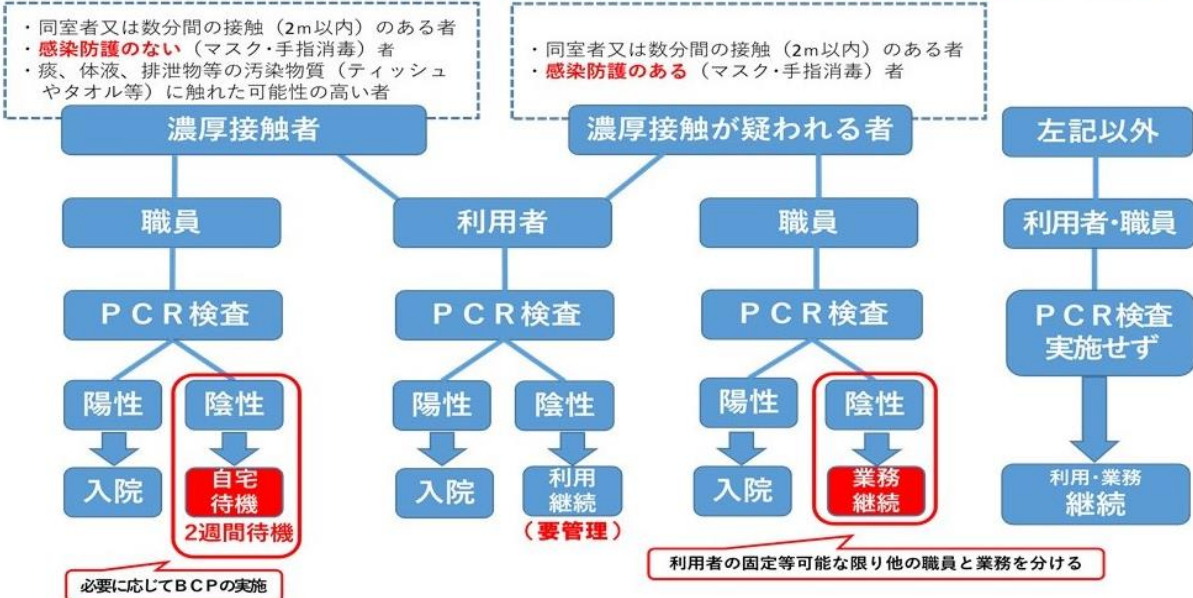 ・同室者又は数分間の接触（2m以内）のある者
・感染防護のない（マスク・手指消毒）者
・痰、体液、排泄物等の汚染物質（ティッシュ
やタオル等）に触れた可能性の高い者
・同室者又は数分間の接触（2m以内）のある者
・感染防護のある（マスク・手指消毒）者
濃厚接触者
濃厚接触が疑われる者
左記以外
職員
利用者
職員
利用者・職員
ＰＣＲ検査
ＰＣＲ検査
ＰＣＲ検査
ＰＣＲ検査
実施せず
陽性
陰性
陽性
陰性
陽性
陰性
入院
自宅
待機
2週間待機
入院
利用
継続
（要管理）
入院
業務
継続
利用・業務
継続
必要に応じてＢＣＰの実施
利用者の固定等可能な限り他の職員と業務を分ける